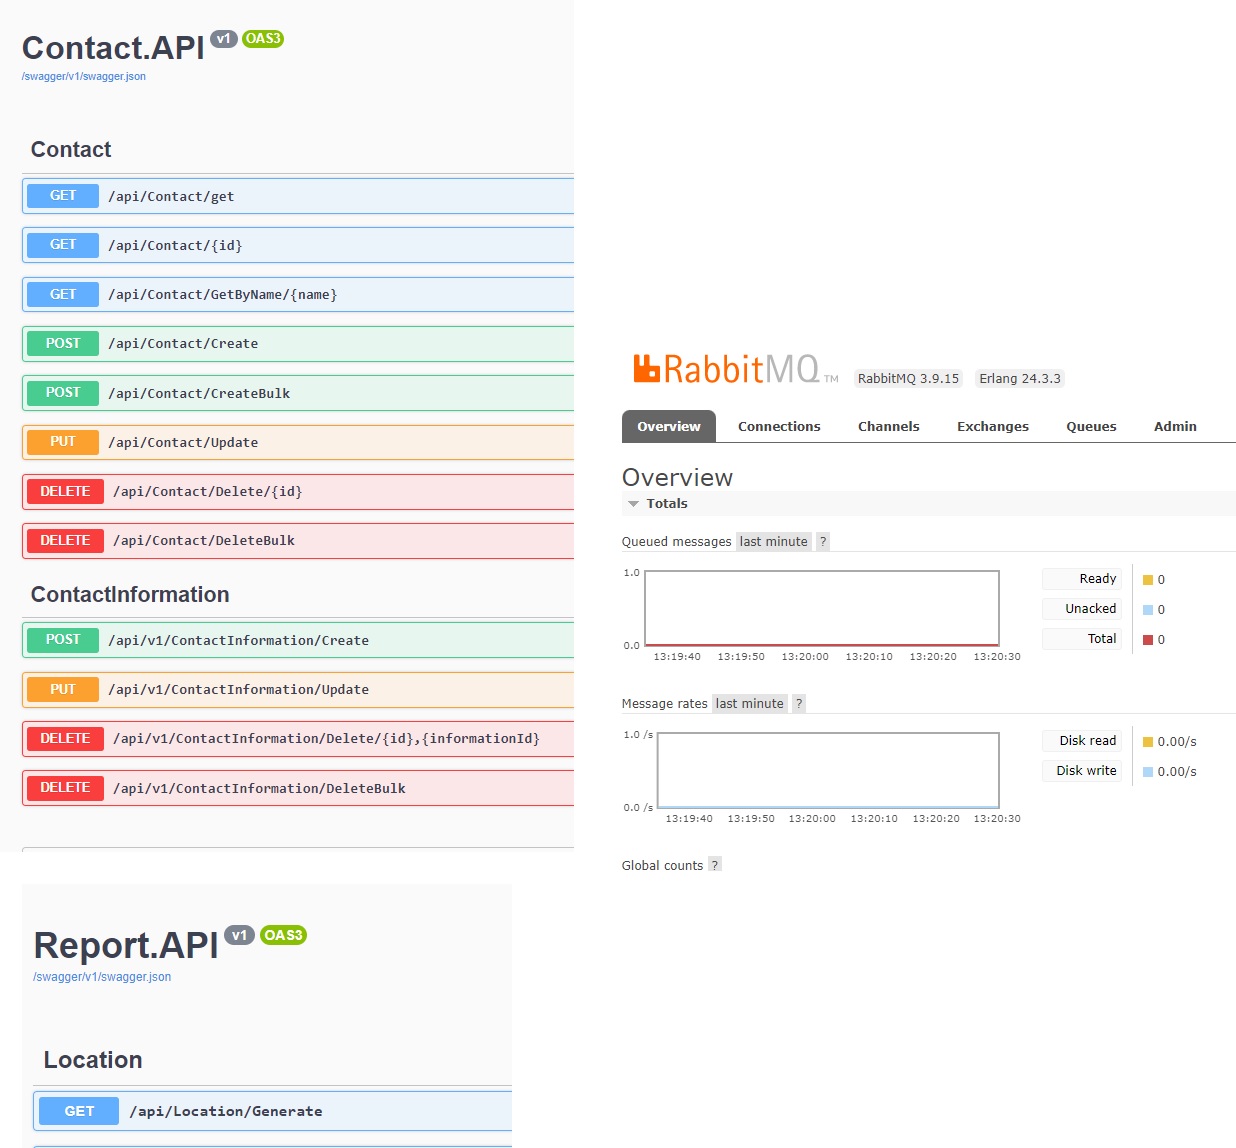 Contact.API v1 OAS3
/swagger/v1/swagger.json
Contact
GET /api/Contact/get
GET /api/Contact/{id}
GET /api/Contact/GetByName/{name}
POST /api/Contact/Create
POST /api/Contact/CreateBulk
PUT /api/Contact/Update
DELETE /api/Contact/Delete/{id}
DELETE /api/Contact/DeleteBulk
ContactInformation
POST /api/v1/ContactInformation/Create
PUT /api/v1/ContactInformation/Update
DELETE /api/v1/ContactInformation/Delete/{id},{informationId}
DELETE /api/v1/ContactInformation/DeleteBulk
RabbitMQ TM RabbitMQ 3.9.15 Erlang 24.3.3
Overview Connections Channels Exchanges Queues Admin
Overview
Totals
Queued messages last minute ?
1.0
0.0
13:19:40 13:19:50 13:20:00 13:20:10 13:20:20 13:20:30
Ready 0
Unacked 0
Total 0
Message rates last minute ?
1.0 /s
0.0 /s
13:19:40 13:19:50 13:20:00 13:20:10 13:20:20 13:20:30
Disk read 0.00/s
Disk write 0.00/s
Global counts ?
Report.API v1 OAS3
/swagger/v1/swagger.json
Location
GET /api/Location/Generate